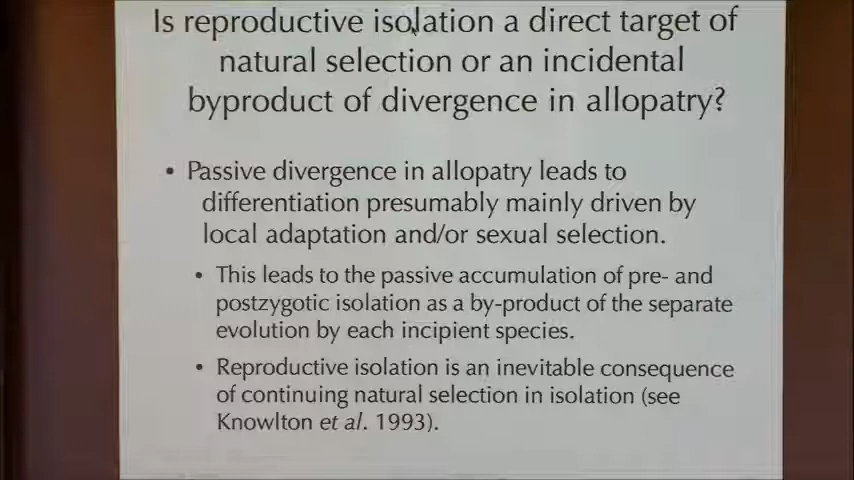 Is reproductive isolation a direct target of
natural selection or an incidental
byproduct of divergence in allopatry?
• Passive divergence in allopatry leads to
differentiation presumably mainly driven by
local adaptation and/or sexual selection.
• This leads to the passive accumulation of pre- and
postzygotic isolation as a by-product of the separate
evolution by each incipient species.
• Reproductive isolation is an inevitable consequence
of continuing natural selection in isolation (see
Knowlton et al. 1993).